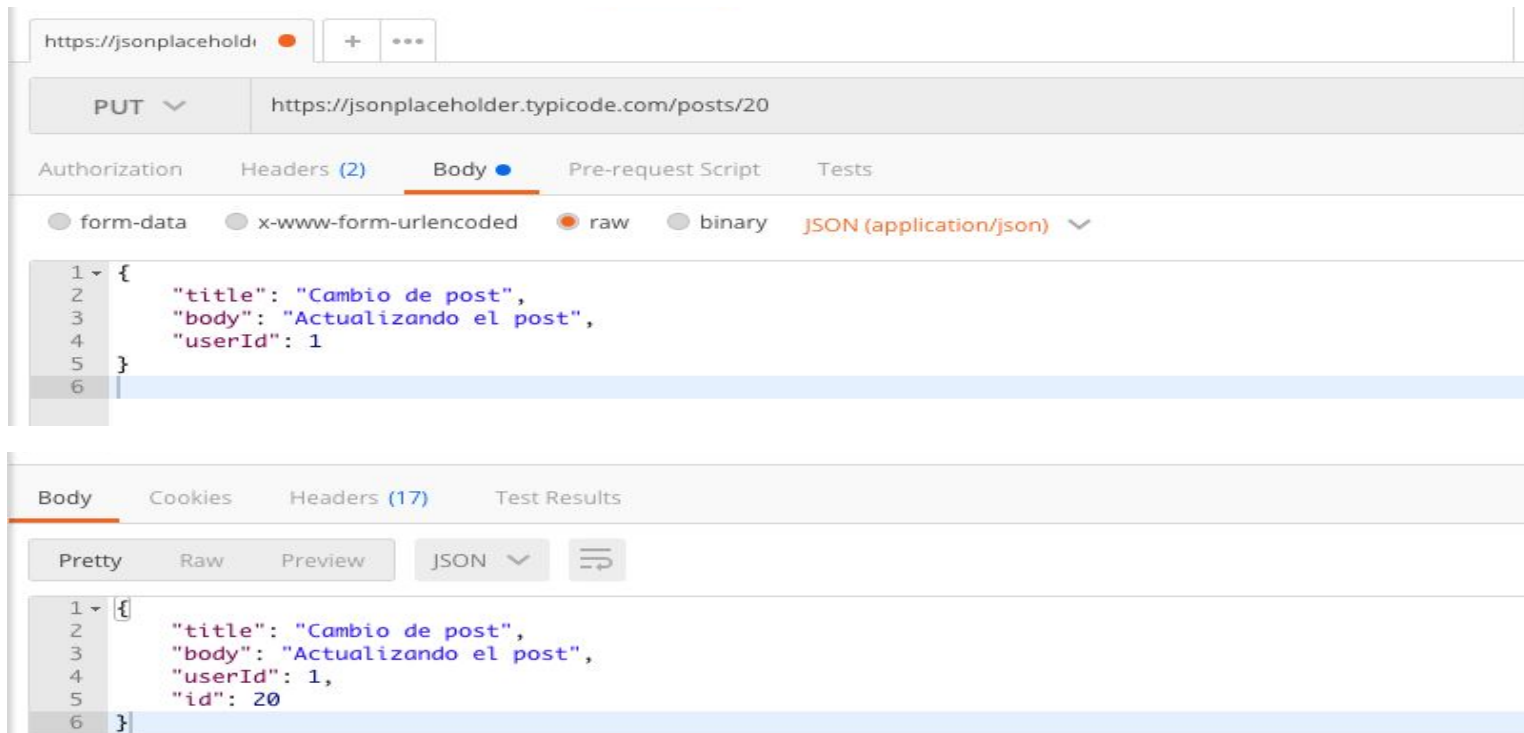 https://jsonplacehold
PUT https://jsonplaceholder.typicode.com/posts/20
Authorization Headers (2) Body Pre-request Script Tests
form-data x-www-form-urlencoded raw binary JSON (application/json)
1 {
2 "title": "Cambio de post",
3 "body": "Actualizando el post",
4 "userId": 1
5 }
6
Body Cookies Headers (17) Test Results
Pretty Raw Preview JSON
1 {
2 "title": "Cambio de post",
3 "body": "Actualizando el post",
4 "userId": 1,
5 "id": 20
6 }